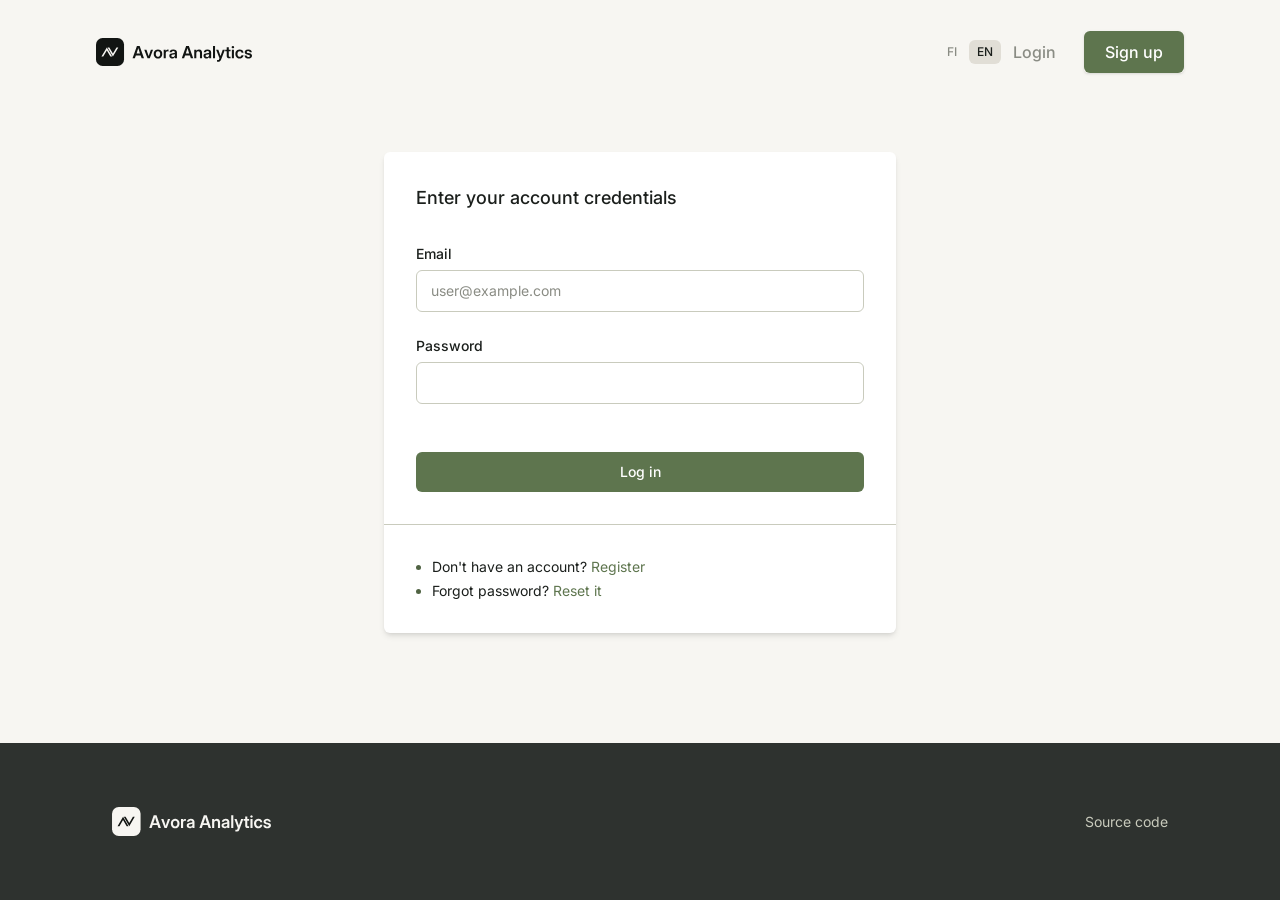 Avora Analytics
FI EN Login Sign up
Enter your account credentials
Email
user@example.com
Password
Log in
Don't have an account? Register
Forgot password? Reset it
Avora Analytics
Source code